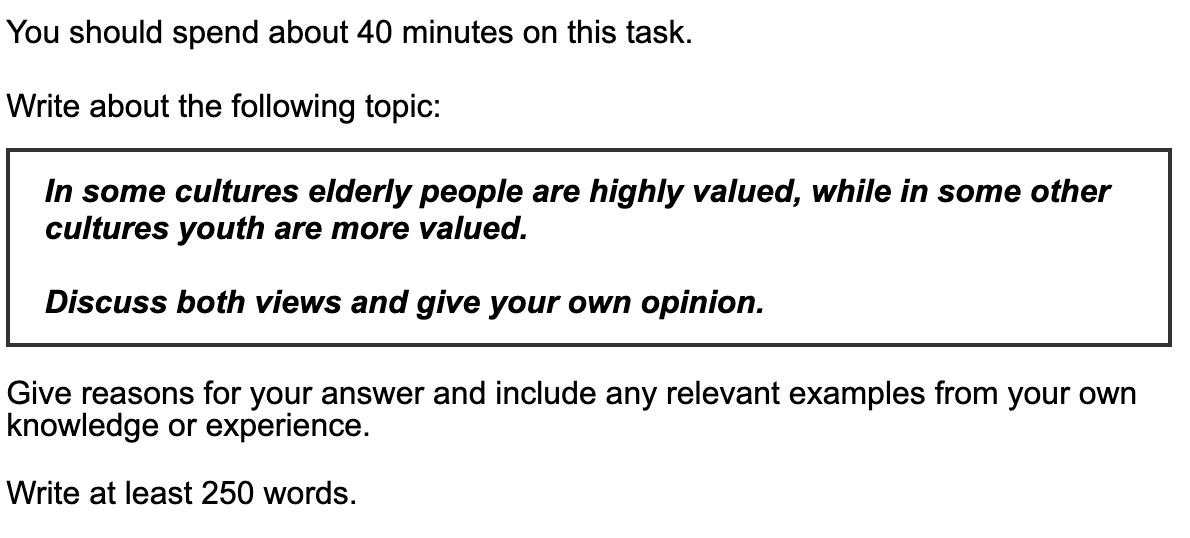 You should spend about 40 minutes on this task.
Write about the following topic:
In some cultures elderly people are highly valued, while in some other
cultures youth are more valued.
Discuss both views and give your own opinion.
Give reasons for your answer and include any relevant examples from your own
knowledge or experience.
Write at least 250 words.